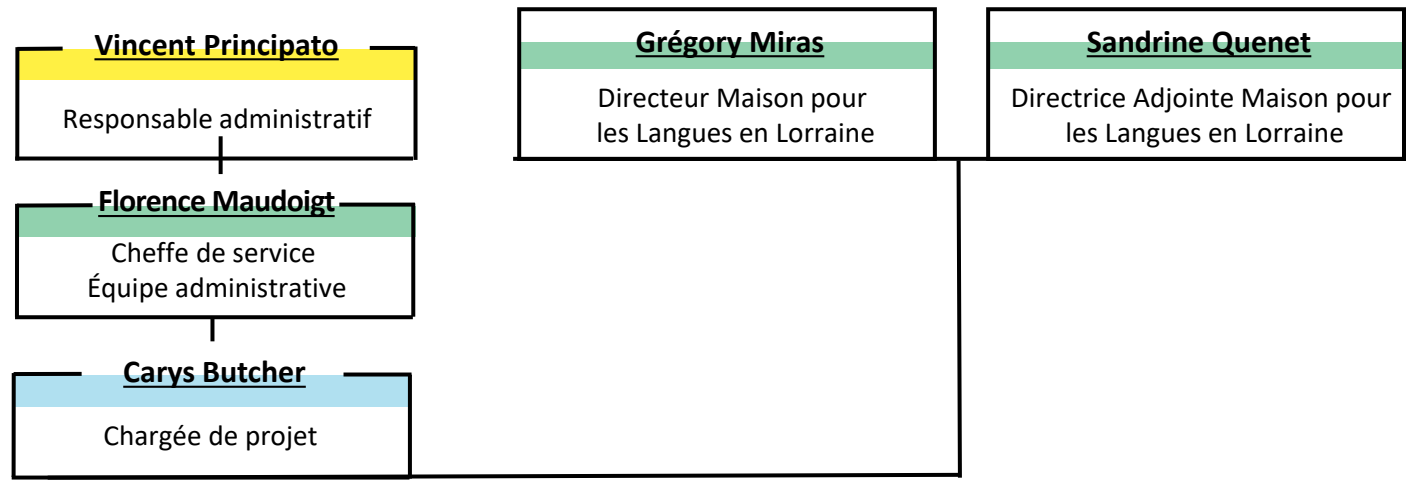 Vincent Principato
Responsable administratif
Florence Maudoigt
Cheffe de service
Équipe administrative
Carys Butcher
Chargée de projet
Grégory Miras
Directeur Maison pour
les Langues en Lorraine
Sandrine Quenet
Directrice Adjointe Maison pour
les Langues en Lorraine